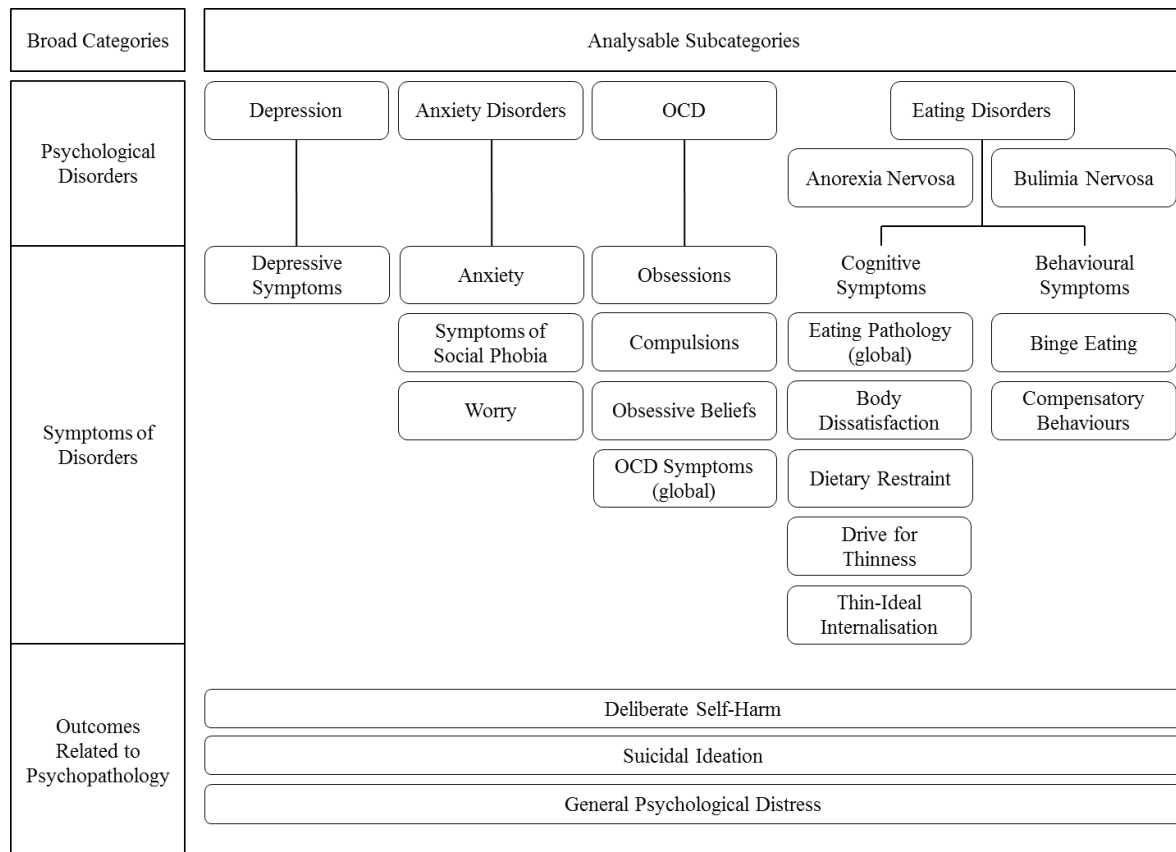 Broad Categories
Analysable Subcategories
Psychological
Disorders
Depression
Anxiety Disorders
OCD
Eating Disorders
Anorexia Nervosa
Bulimia Nervosa
Symptoms of
Disorders
Depressive
Symptoms
Anxiety
Symptoms of
Social Phobia
Worry
Obsessions
Compulsions
Obsessive Beliefs
OCD Symptoms
(global)
Cognitive
Symptoms
Eating Pathology
(global)
Body
Dissatisfaction
Dietary Restraint
Drive for
Thinness
Thin-Ideal
Internalisation
Behavioural
Symptoms
Binge Eating
Compensatory
Behaviours
Outcomes
Related to
Psychopathology
Deliberate Self-Harm
Suicidal Ideation
General Psychological Distress